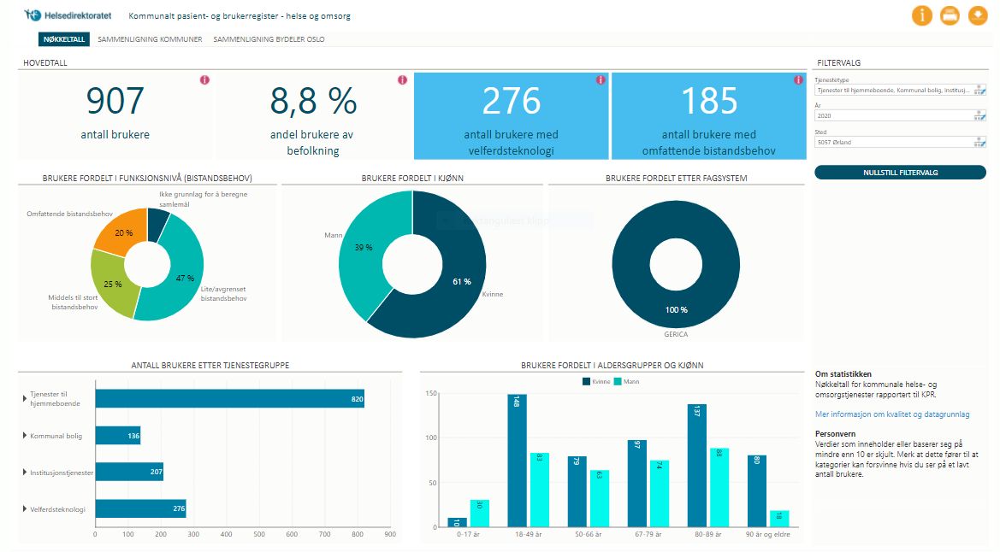 Helsedirektoratet
Kommunalt pasient- og brukerregister - helse og omsorg
NØKKELTALL
SAMMENLIGNING KOMMUNER
SAMMENLIGNING BYDELER OSLO
HOVEDTALL
907
antall brukere
8,8 %
andel brukere av
befolkning
276
antall brukere med
velferdsteknologi
185
antall brukere med
omfattende bistandsbehov
FILTERVALG
Tjenestetype
Tjenester til hjemmeboende, Kommunal bolig, Institusj...
År
2020
Sted
5057 Ørland
NULLSTILL FILTERVALG
BRUKERE FORDELT I FUNKSJONSNIVÅ (BISTANDSBEHOV)
Ikke grunnlag for å beregne
samlemål
Omfattende bistandsbehov
20 %
47 %
25 %
Lite/avgrenset
bistandsbehov
Middels til stort
bistandsbehov
BRUKERE FORDELT I KJØNN
Mann
39 %
61 %
Kvinne
BRUKERE FORDELT ETTER FAGSYSTEM
100 %
GERICA
ANTALL BRUKERE ETTER TJENESTEGRUPPE
Tjenester til
hjemmeboende
820
Kommunal bolig
136
Institusjonstjenester
207
Velferdsteknologi
276
0 100 200 300 400 500 600 700 800 900
BRUKERE FORDELT I ALDERSGRUPPER OG KJØNN
Kvinne Mann
150
100
50
0
10 30 148 83 79 63 97 74 137 88 80 18
0-17 år 18-49 år 50-66 år 67-79 år 80-89 år 90 år og eldre
Om statistikken
Nøkkeltall for kommunale helse- og
omsorgstjenester rapportert til KPR.
Mer informasjon om kvalitet og datagrunnlag
Personvern
Verdier som inneholder eller baserer seg på
mindre enn 10 er skjult. Merk at dette fører til at
kategorier kan forsvinne hvis du ser på et lavt
antall brukere.